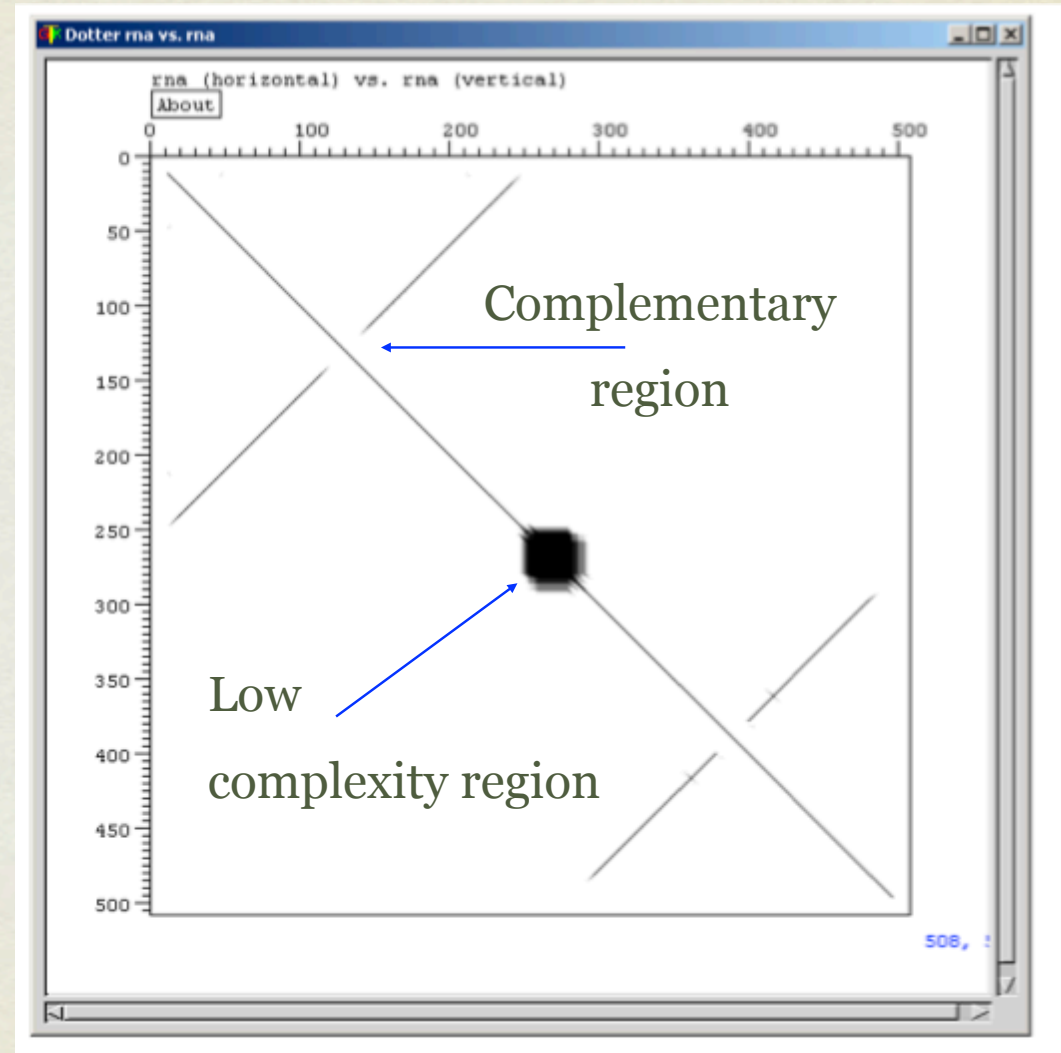 Dotter rna vs. rna
rna (horizontal) vs. rna (vertical)
About
0 100 200 300 400 500
0
50
100
Complementary
150
region
200
250
300
350
Low
400
complexity region
450
500
508,